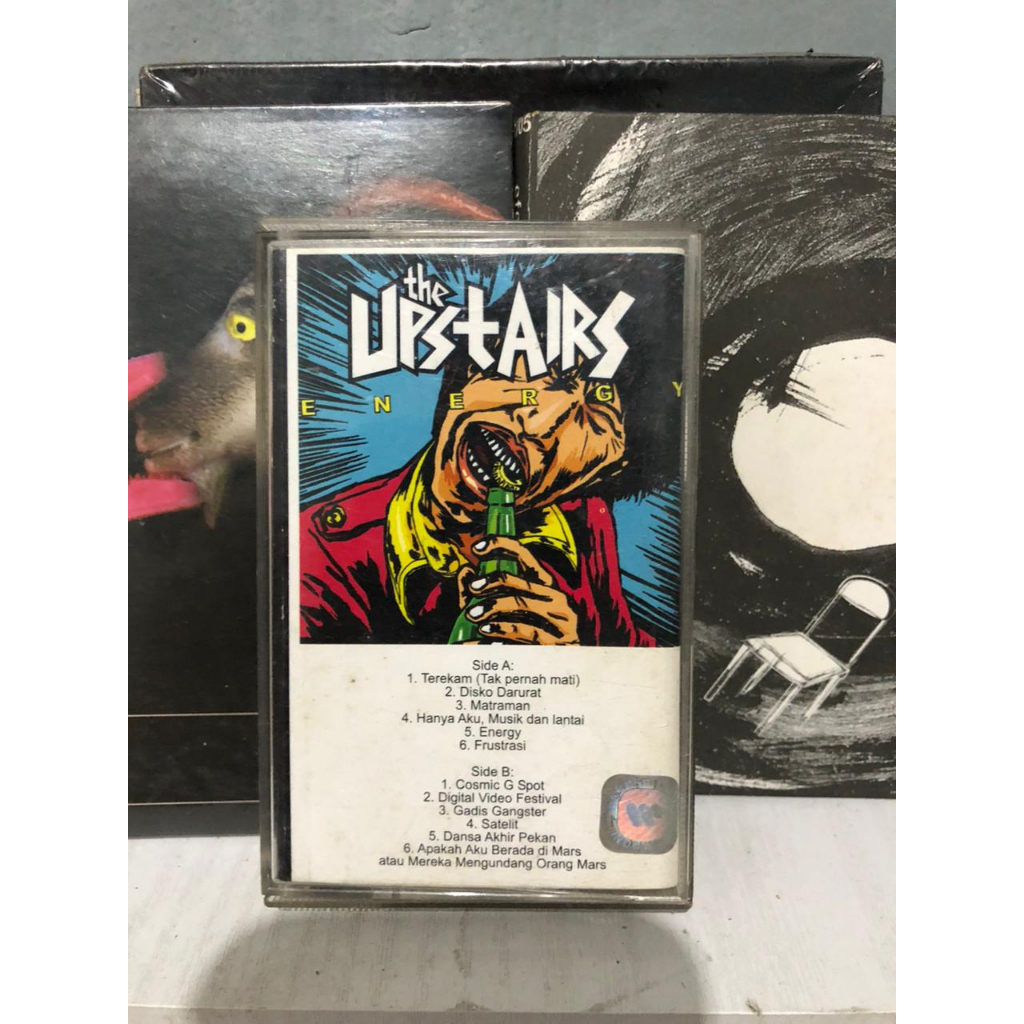 the
UPSTAIRS
ENERGY
Side A:
1. Terekam (Tak pernah mati)
2. Disko Darurat
3. Matraman
4. Hanya Aku, Musik dan lantai
5. Energy
6. Frustrasi
Side B:
1. Cosmic G Spot
2. Digital Video Festival
3. Gadis Gangster
4. Satelit
5. Dansa Akhir Pekan
6. Apakah Aku Berada di Mars
atau Mereka Mengundang Orang Mars